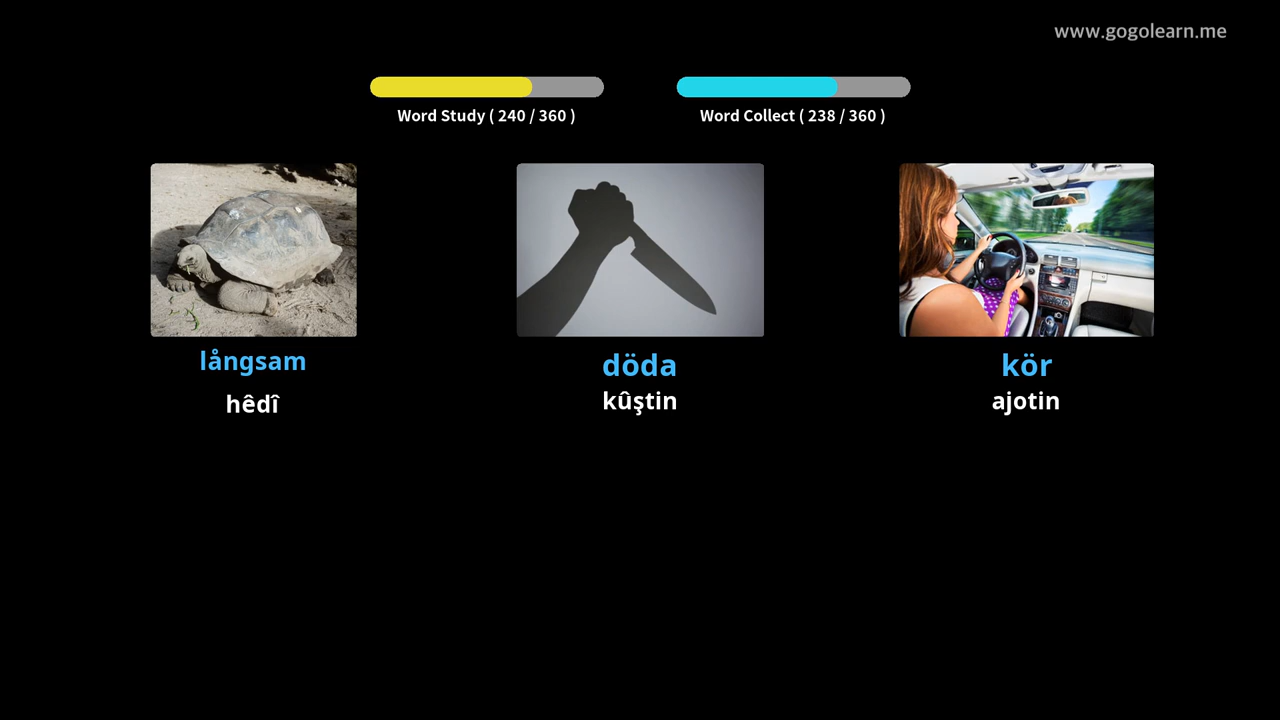 www.gogolearn.me
Word Study ( 240 / 360 )
Word Collect ( 238 / 360 )
långsam
hêdî
döda
kûştin
kör
ajotin